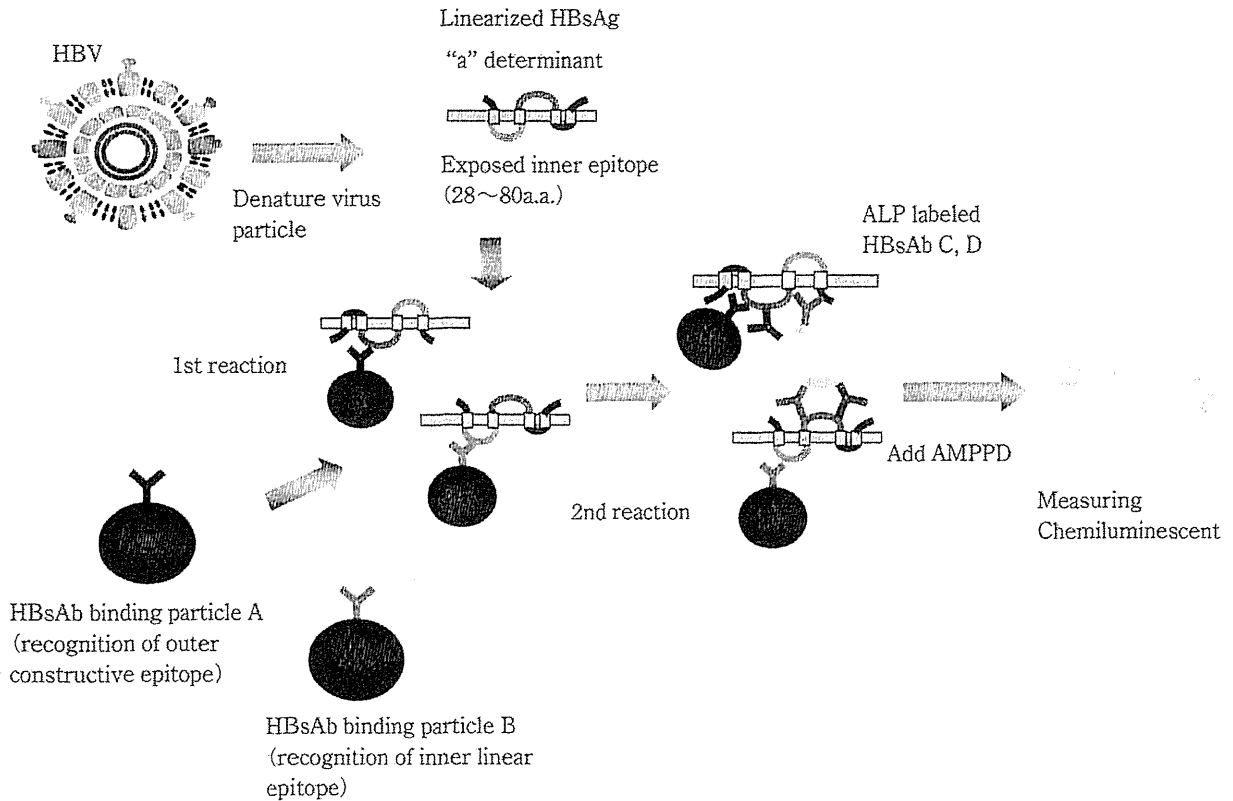 HBV
Linearized HBsAg
“a” determinant
Denature virus
particle
Exposed inner epitope
(28～80a.a.)
ALP labeled
HBsAb C, D
1st reaction
2nd reaction
Add AMPPD
Measuring
Chemiluminescent
HBsAb binding particle A
(recognition of outer
constructive epitope)
HBsAb binding particle B
(recognition of inner linear
epitope)